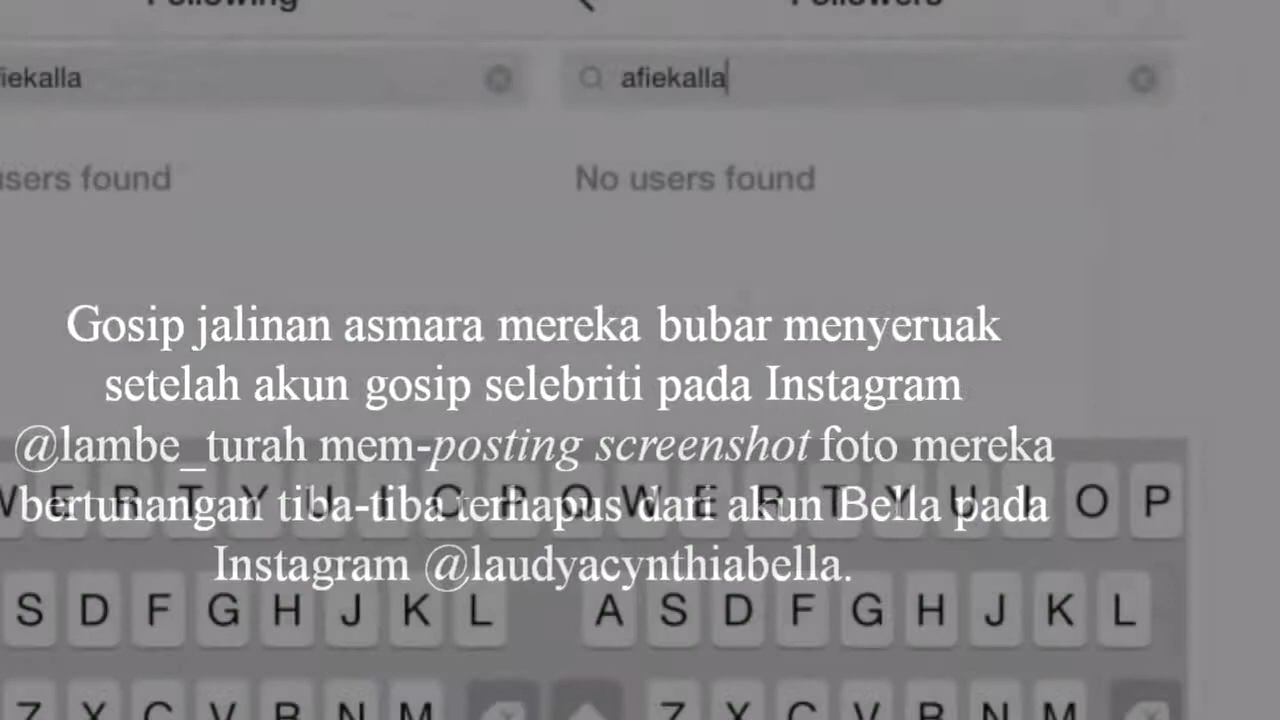 Following
Followers
iekalla
afiekalla
users found
No users found
Gosip jalinan asmara mereka bubar menyeruak
setelah akun gosip selebriti pada Instagram
@lambe_turah mem-posting screenshot foto mereka
bertunangan tiba-tiba terhapus dari akun Bella pada
Instagram @laudyacynthiabella.
W E R T Y U I O P Q W E R T Y U I O P
S D F G H J K L A S D F G H J K L
Z X C V B N M Z X C V B N M